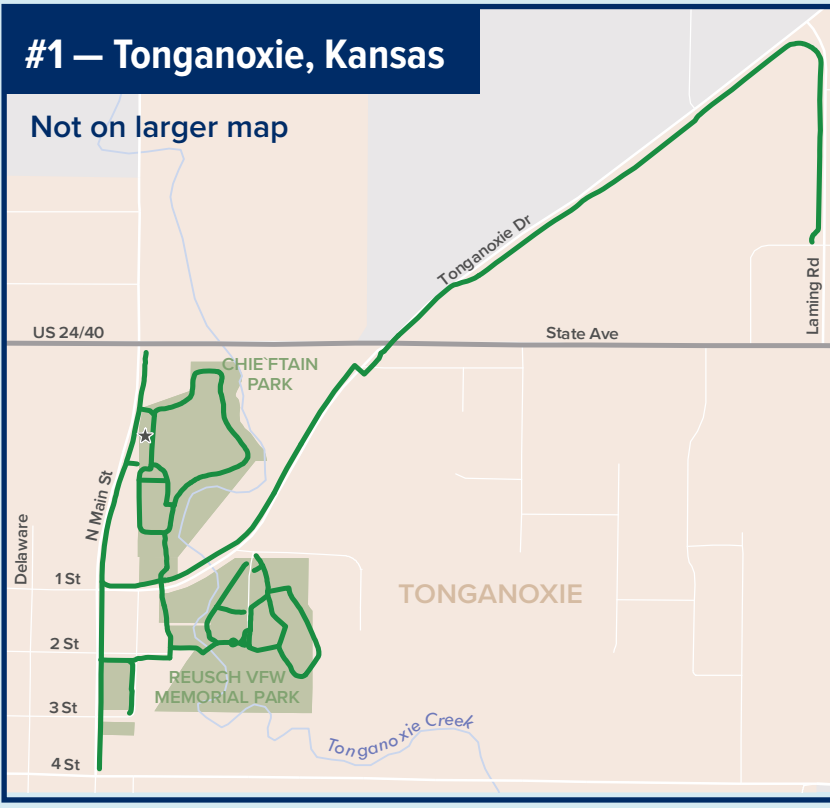 #1 — Tonganoxie, Kansas
Not on larger map
Tonganoxie Dr
Laming Rd
US 24/40
State Ave
CHIEFTAIN
PARK
N Main St
Delaware
1 St
TONGANOXIE
2 St
REUSCH VFW
MEMORIAL PARK
3 St
Tonganoxie Creek
4 St